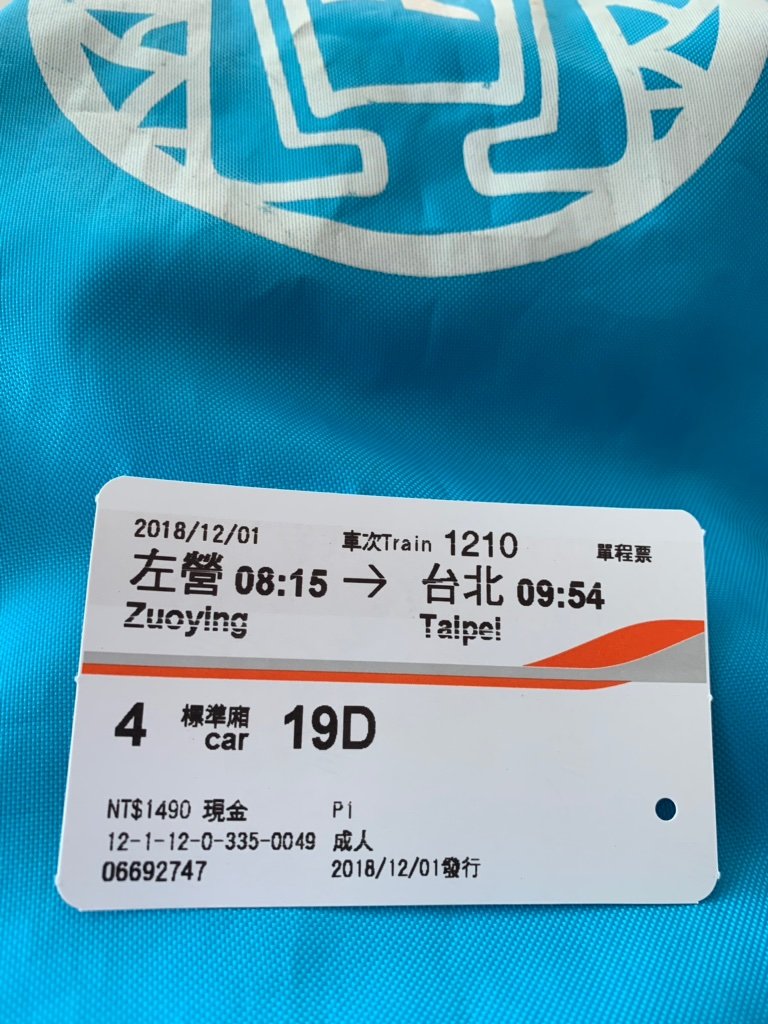 2018/12/01 車次Train 1210 單程票
左營 08:15 → 台北 09:54
Zuoying Taipei
4 標準廂 car 19D
NT$1490 現金 Pi
12-1-12-0-335-0049 成人
06692747 2018/12/01發行